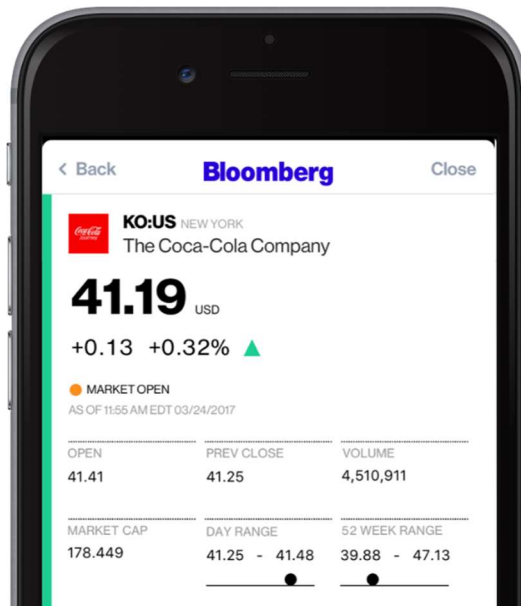 < Back Bloomberg Close
Coca-Cola
KO:US NEW YORK
The Coca-Cola Company
41.19 USD
+0.13 +0.32%
MARKET OPEN
AS OF 11:55 AM EDT 03/24/2017
OPEN PREV CLOSE VOLUME
41.41 41.25 4,510,911
MARKET CAP DAY RANGE 52 WEEK RANGE
178.449 41.25 - 41.48 39.88 - 47.13